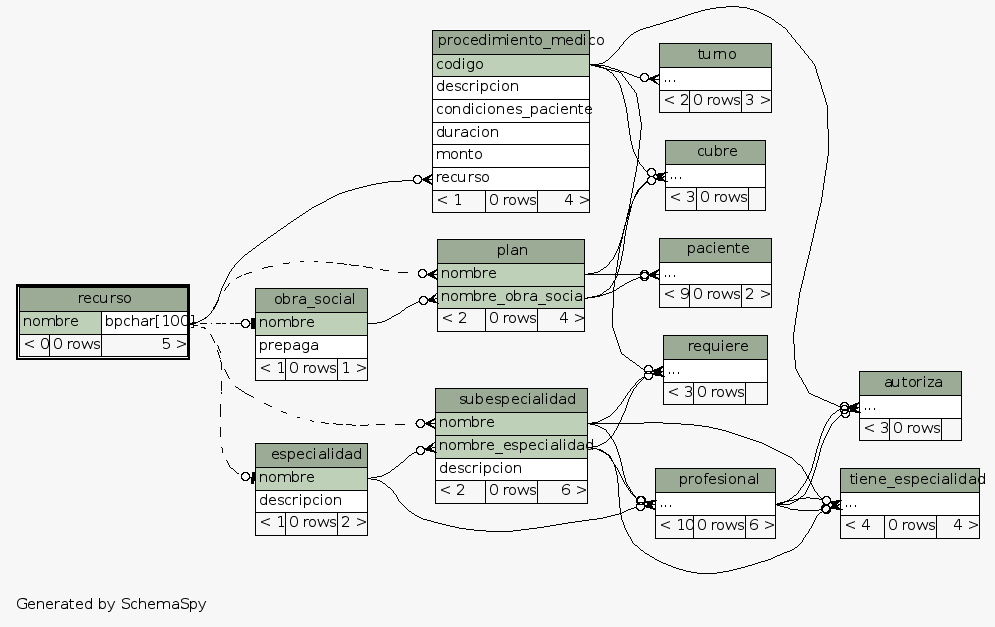 procedimiento_medico
codigo
descripcion
condiciones_paciente
duracion
monto
recurso
< 1 0 rows 4 >
turno
...
< 2 0 rows 3 >
cubre
...
< 3 0 rows
plan
nombre
nombre_obra_social
< 2 0 rows 4 >
paciente
...
< 9 0 rows 2 >
recurso
nombre bpchar[100]
< 0 0 rows 5 >
obra_social
nombre
prepaga
< 1 0 rows 1 >
requiere
...
< 3 0 rows
autoriza
...
< 3 0 rows
subespecialidad
nombre
nombre_especialidad
descripcion
< 2 0 rows 6 >
especialidad
nombre
descripcion
< 1 0 rows 2 >
profesional
...
< 10 0 rows 6 >
tiene_especialidad
...
< 4 0 rows 4 >
Generated by SchemaSpy